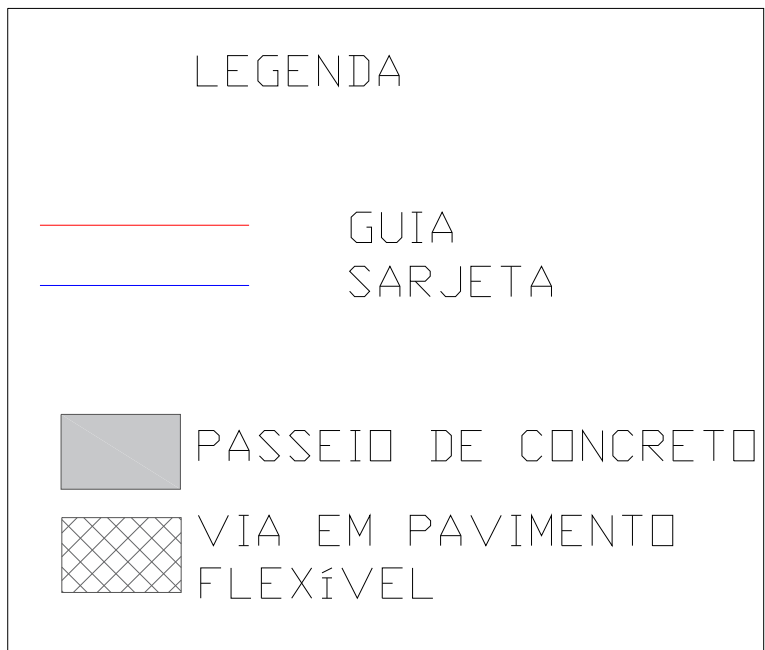 LEGENDA
GUIA
SARJETA
PASSEIO DE CONCRETO
VIA EM PAVIMENTO
FLEXíVEL